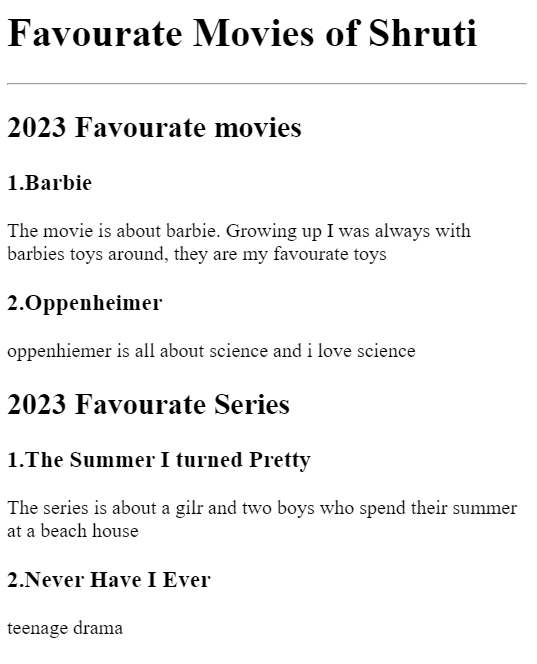 Favourate Movies of Shruti
2023 Favourate movies
1.Barbie
The movie is about barbie. Growing up I was always with
barbies toys around, they are my favourate toys
2.Oppenheimer
oppenhiemer is all about science and i love science
2023 Favourate Series
1.The Summer I turned Pretty
The series is about a gilr and two boys who spend their summer
at a beach house
2.Never Have I Ever
teenage drama